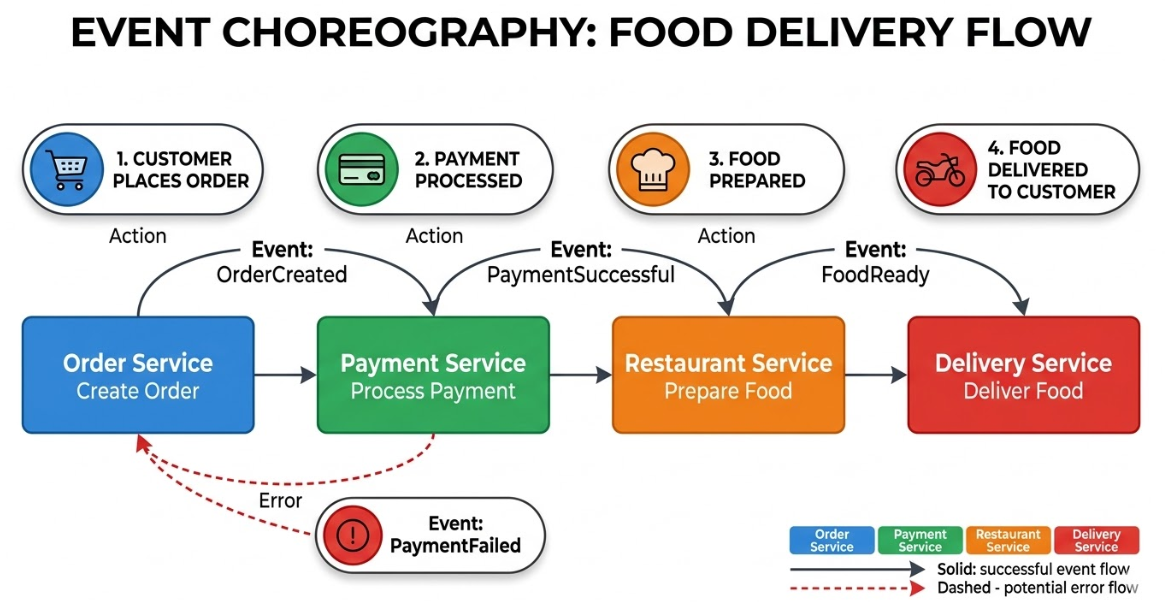 EVENT CHOREOGRAPHY: FOOD DELIVERY FLOW
1. CUSTOMER
PLACES ORDER
2. PAYMENT
PROCESSED
3. FOOD
PREPARED
4. FOOD
DELIVERED
TO CUSTOMER
Action
Action
Action
Event:
OrderCreated
Event:
PaymentSuccessful
Event:
FoodReady
Order Service
Create Order
Payment Service
Process Payment
Restaurant Service
Prepare Food
Delivery Service
Deliver Food
Error
Event:
PaymentFailed
Order
Service
Payment
Service
Restaurant
Service
Delivery
Service
Solid: successful event flow
Dashed - potential error flow